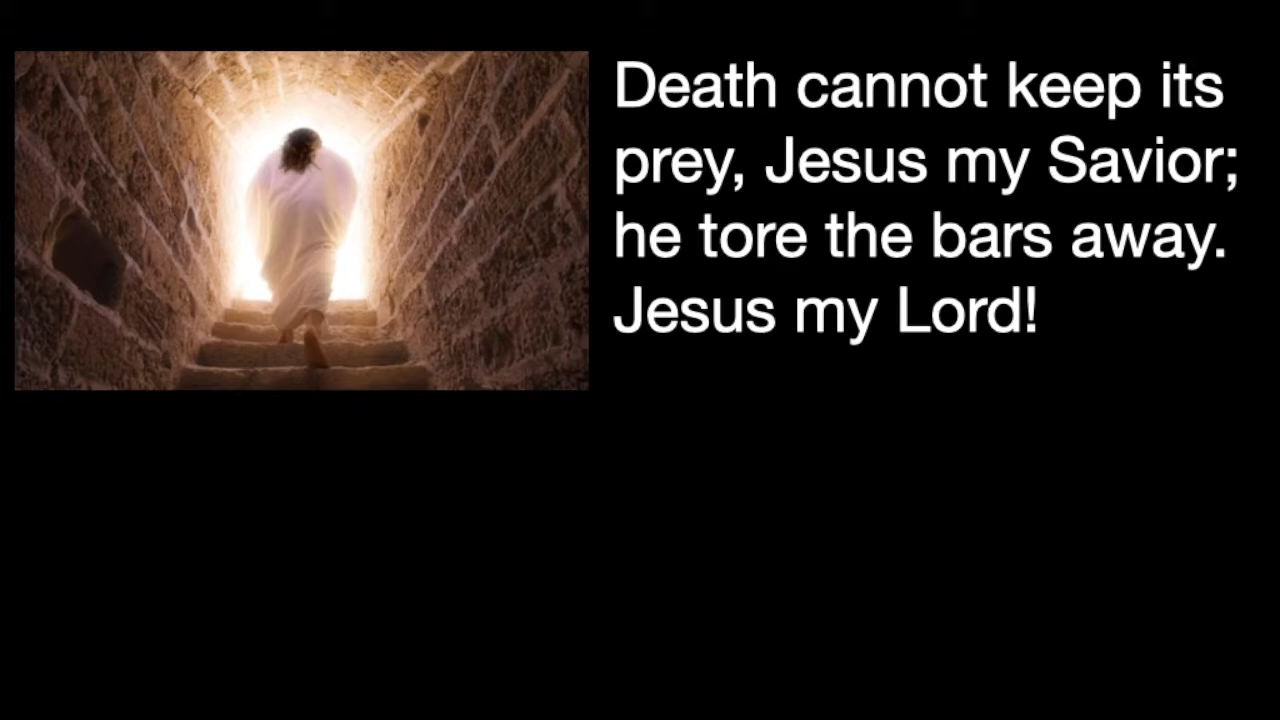 Death cannot keep its
prey, Jesus my Savior;
he tore the bars away.
Jesus my Lord!